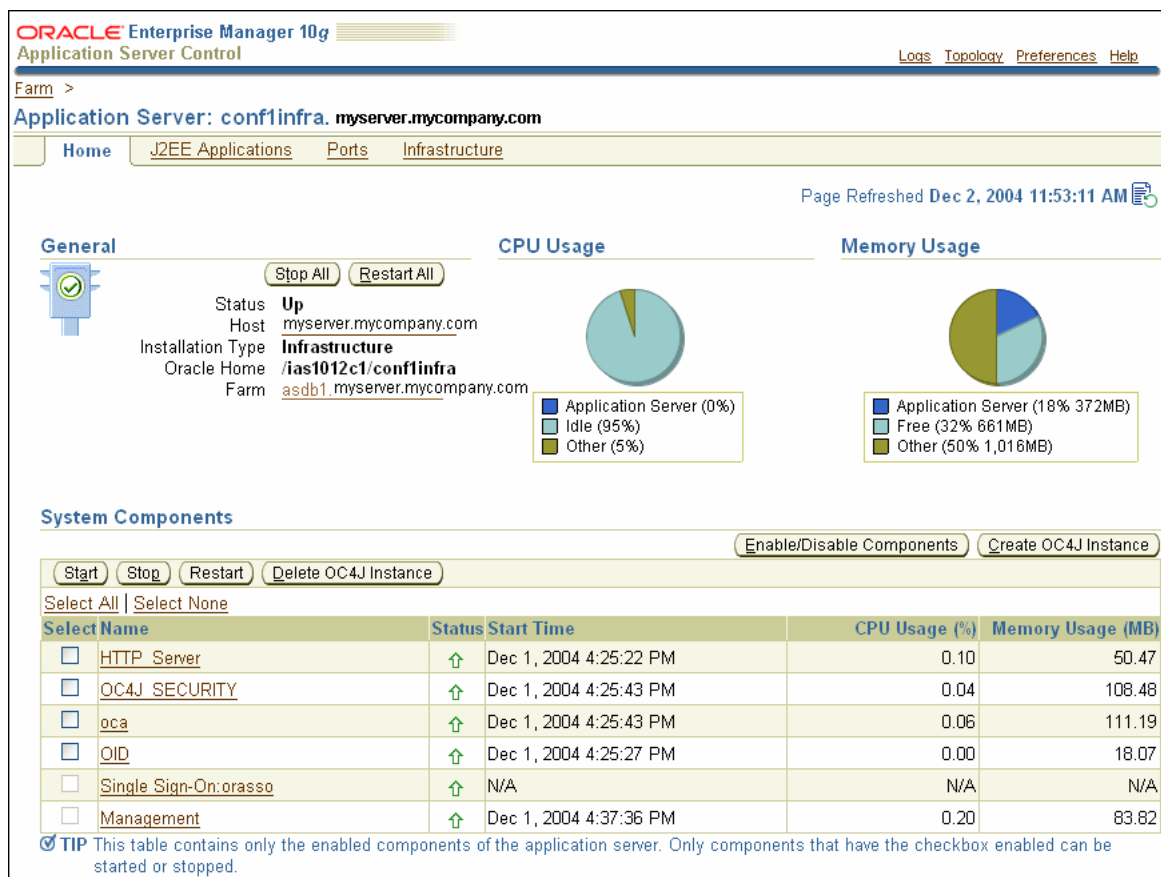 ORACLE Enterprise Manager 10g
Application Server Control
Logs Topology Preferences Help
Farm >
Application Server: conf1infra. myserver.mycompany.com
Home J2EE Applications Ports Infrastructure
Page Refreshed Dec 2, 2004 11:53:11 AM
General
Stop All Restart All
Status Up
Host myserver.mycompany.com
Installation Type Infrastructure
Oracle Home /ias1012c1/conf1infra
Farm asdb1.myserver.mycompany.com
CPU Usage
Application Server (0%)
Idle (95%)
Other (5%)
Memory Usage
Application Server (18% 372MB)
Free (32% 661MB)
Other (50% 1,016MB)
System Components
Enable/Disable Components Create OC4J Instance
Start Stop Restart Delete OC4J Instance
Select All | Select None
Select Name Status Start Time CPU Usage (%) Memory Usage (MB)
HTTP_Server Dec 1, 2004 4:25:22 PM 0.10 50.47
OC4J_SECURITY Dec 1, 2004 4:25:43 PM 0.04 108.48
oca Dec 1, 2004 4:25:43 PM 0.06 111.19
OID Dec 1, 2004 4:25:27 PM 0.00 18.07
Single Sign-On:orasso N/A N/A N/A
Management Dec 1, 2004 4:37:36 PM 0.20 83.82
TIP This table contains only the enabled components of the application server. Only components that have the checkbox enabled can be
started or stopped.